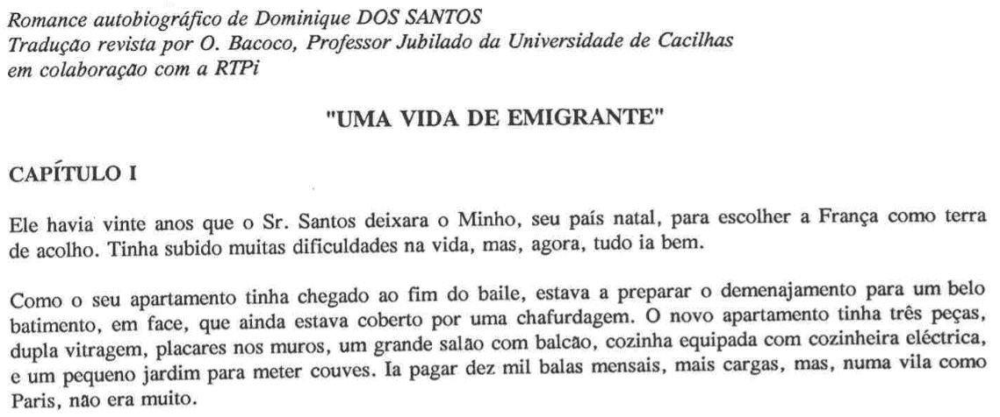 Romance autobiográfico de Dominique DOS SANTOS
Tradução revista por O. Bacoco, Professor Jubilado da Universidade de Cacilhas
em colaboração com a RTPi
"UMA VIDA DE EMIGRANTE"
CAPÍTULO I
Ele havia vinte anos que o Sr. Santos deixara o Minho, seu país natal, para escolher a França como terra
de acolho. Tinha subido muitas dificuldades na vida, mas, agora, tudo ia bem.
Como o seu apartamento tinha chegado ao fim do baile, estava a preparar o demenajamento para um belo
batimento, em face, que ainda estava coberto por uma chafurdagem. O novo apartamento tinha três peças,
dupla vitragem, placares nos muros, um grande salão com balcão, cozinha equipada com cozinheira eléctrica,
e um pequeno jardim para meter couves. Ia pagar dez mil balas mensais, mais cargas, mas, numa vila como
Paris, não era muito.